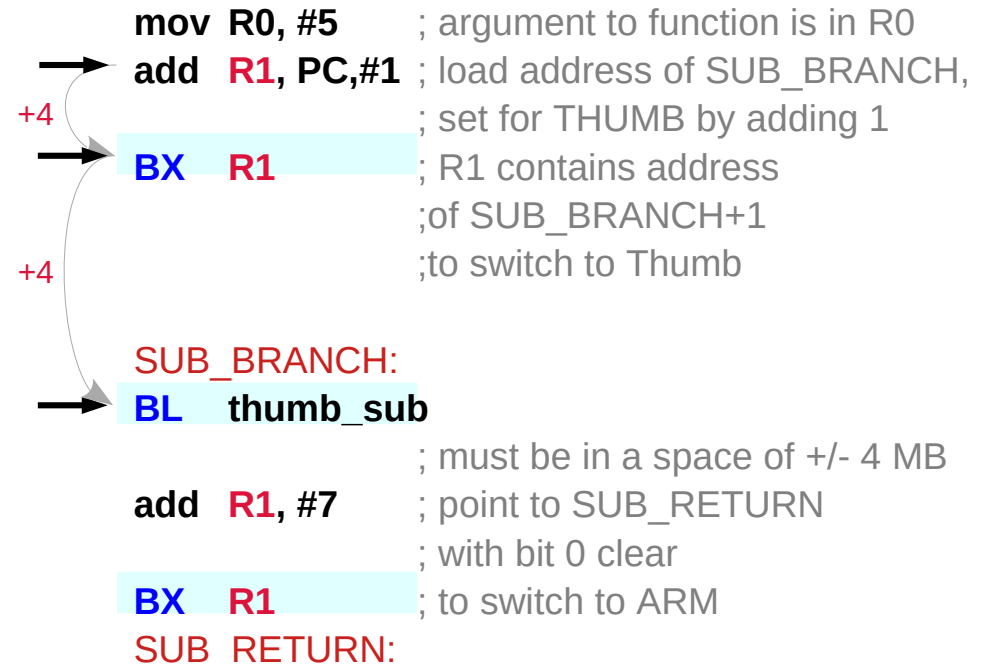 mov R0, #5 ; argument to function is in R0
add R1, PC,#1 ; load address of SUB_BRANCH,
+4 ; set for THUMB by adding 1
BX R1 ; R1 contains address
;of SUB_BRANCH+1
+4 ;to switch to Thumb
SUB_BRANCH:
BL thumb_sub
; must be in a space of +/- 4 MB
add R1, #7 ; point to SUB_RETURN
; with bit 0 clear
BX R1 ; to switch to ARM
SUB_RETURN: